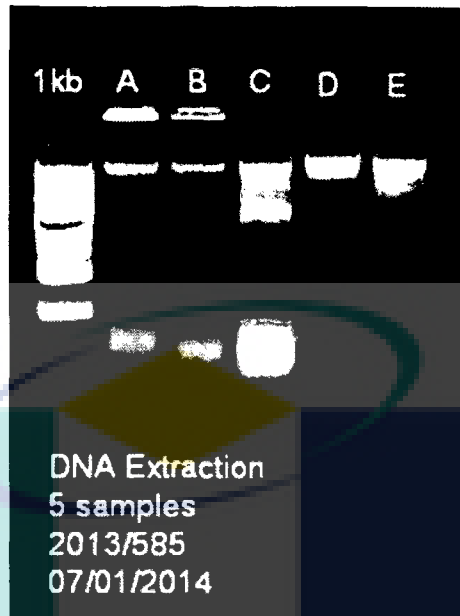 1kb A B C D E
DNA Extraction
5 samples
2013/585
07/01/2014